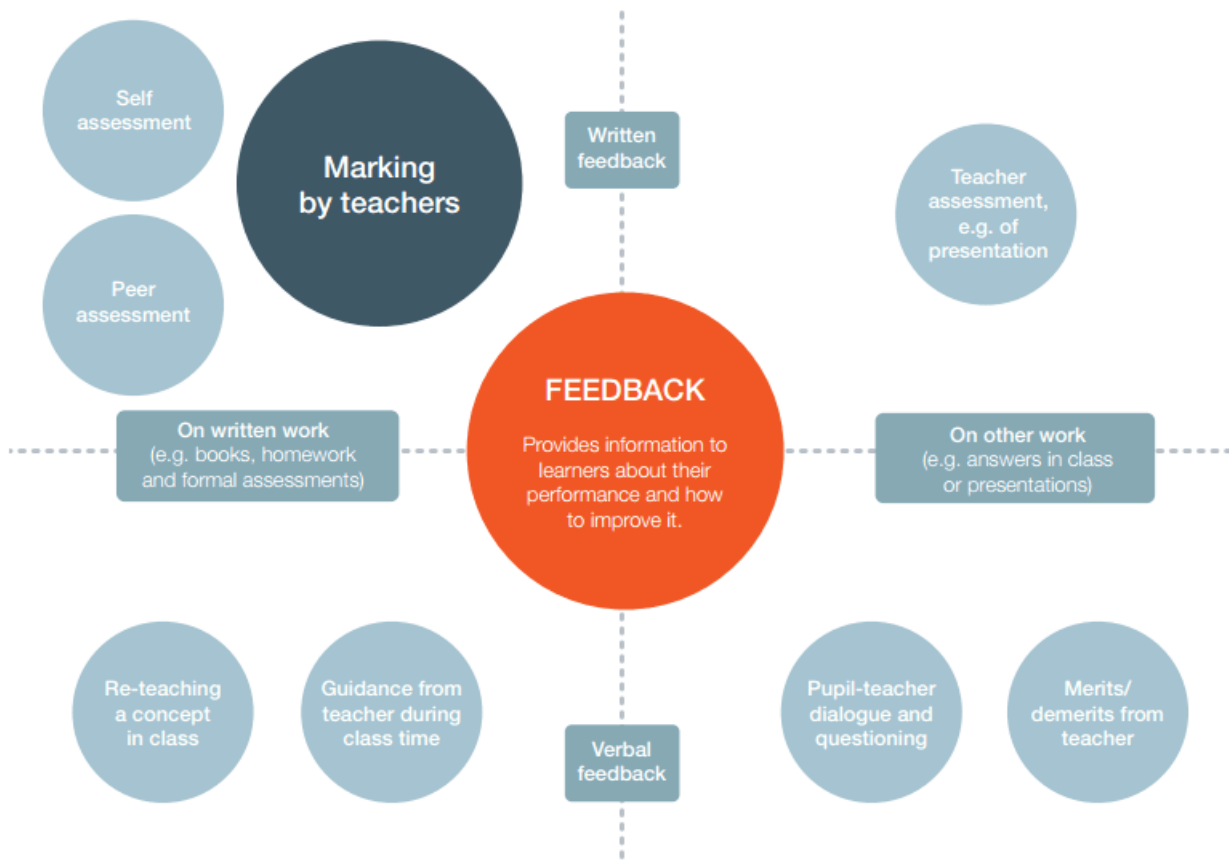 Self
assessment
Marking
by teachers
Written
feedback
Teacher
assessment,
e.g. of
presentation
Peer
assessment
FEEDBACK
Provides information to
learners about their
performance and how
to improve it.
On written work
(e.g. books, homework
and formal assessments)
On other work
(e.g. answers in class
or presentations)
Re-teaching
a concept
in class
Guidance from
teacher during
class time
Verbal
feedback
Pupil-teacher
dialogue and
questioning
Merits/
demerits from
teacher